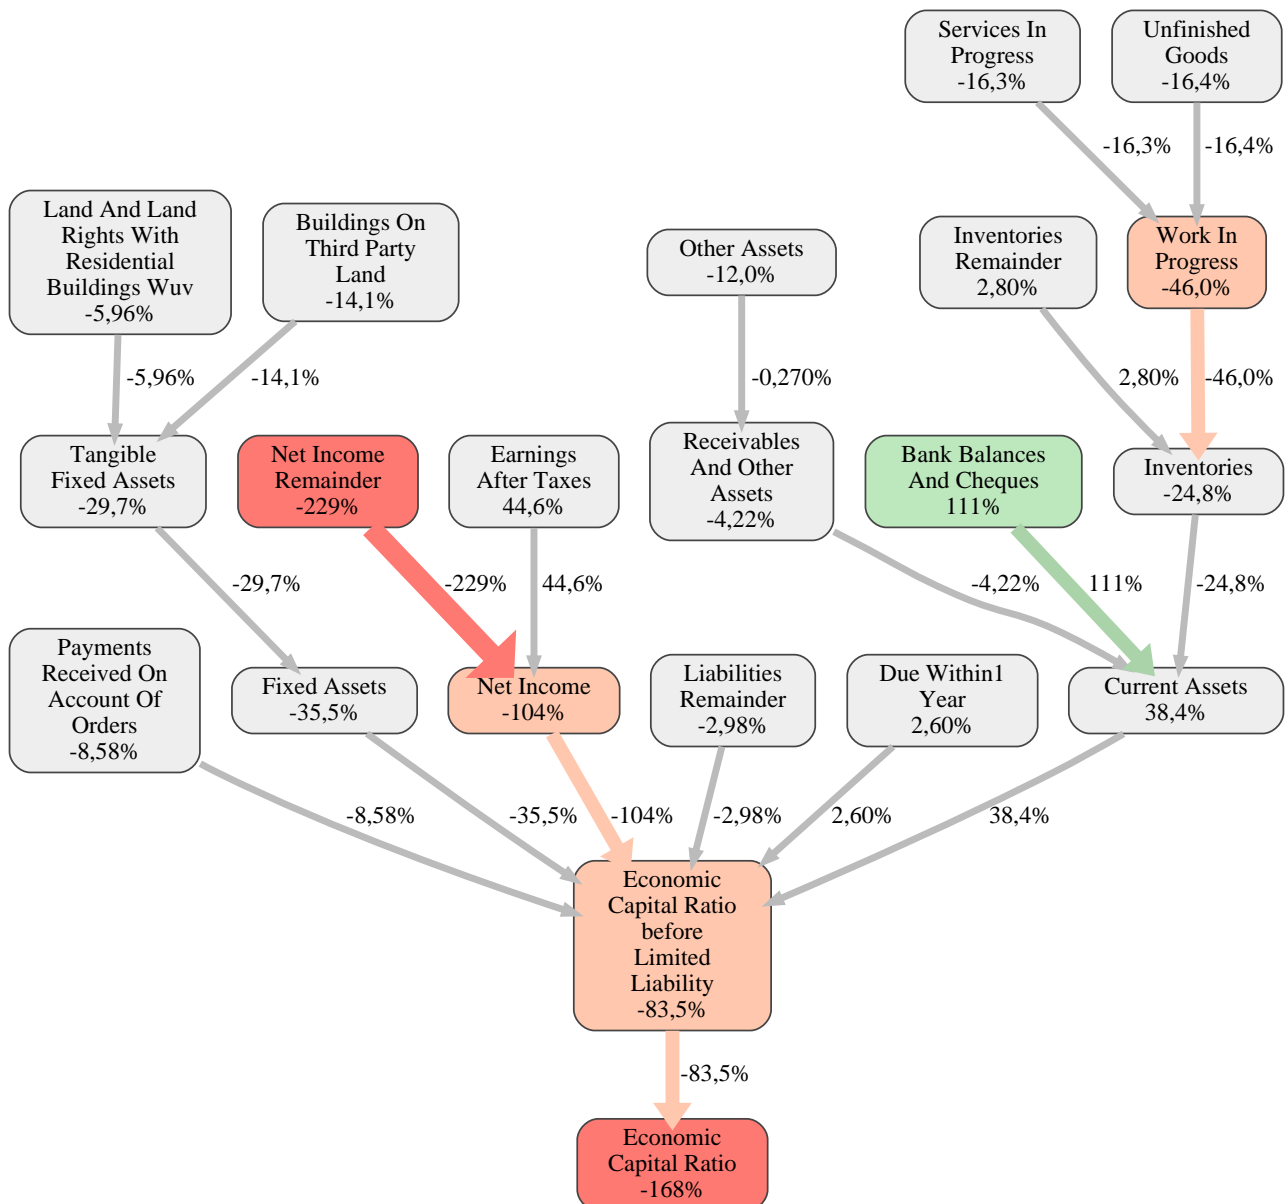 Services In
Progress
-16,3%
Unfinished
Goods
-16,4%
-16,3%
-16,4%
Land And Land
Rights With
Residential
Buildings Wuv
-5,96%
Buildings On
Third Party
Land
-14,1%
Other Assets
-12,0%
Inventories
Remainder
2,80%
Work In
Progress
-46,0%
-5,96%
-14,1%
-0,270%
2,80%
-46,0%
Tangible
Fixed Assets
-29,7%
Net Income
Remainder
-229%
Earnings
After Taxes
44,6%
Receivables
And Other
Assets
-4,22%
Bank Balances
And Cheques
111%
Inventories
-24,8%
-29,7%
-229%
44,6%
-4,22%
111%
-24,8%
Payments
Received On
Account Of
Orders
-8,58%
Fixed Assets
-35,5%
Net Income
-104%
Liabilities
Remainder
-2,98%
Due Within1
Year
2,60%
Current Assets
38,4%
-8,58%
-35,5%
-104%
-2,98%
2,60%
38,4%
Economic
Capital Ratio
before
Limited
Liability
-83,5%
-83,5%
Economic
Capital Ratio
-168%